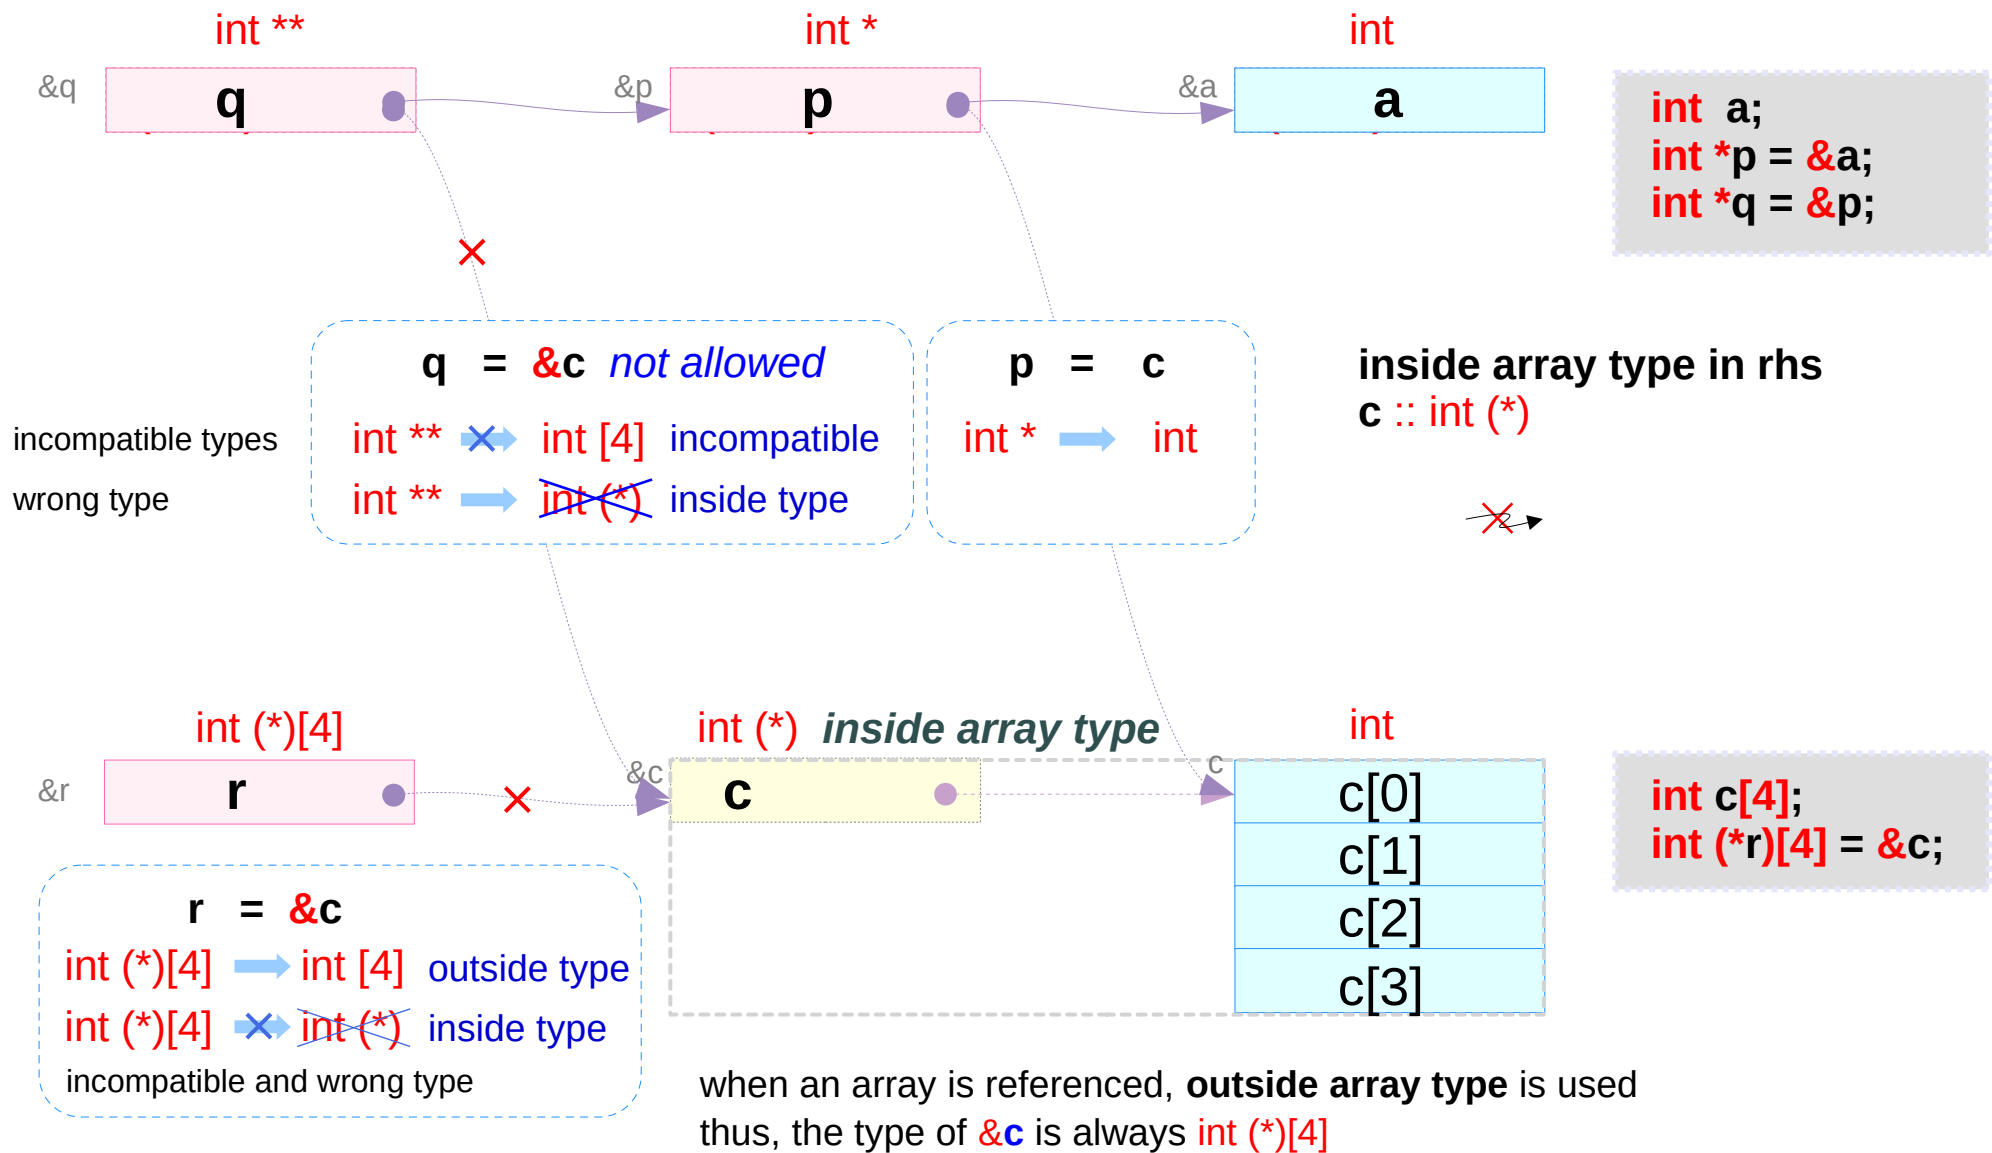 int **
int *
int
&q
q
&p
p
&a
a
int a;
int *p = &a;
int *q = &p;
q = &c not allowed
incompatible types
int ** int [4] incompatible
wrong type
int ** int (*) inside type
p = c
int * int
inside array type in rhs
c :: int (*)
int (*)[4]
int (*) inside array type
int
&r
r
&c
c
c
c[0]
c[1]
c[2]
c[3]
int c[4];
int (*r)[4] = &c;
r = &c
int (*)[4] int [4] outside type
int (*)[4] int (*) inside type
incompatible and wrong type
when an array is referenced, outside array type is used
thus, the type of &c is always int (*)[4]